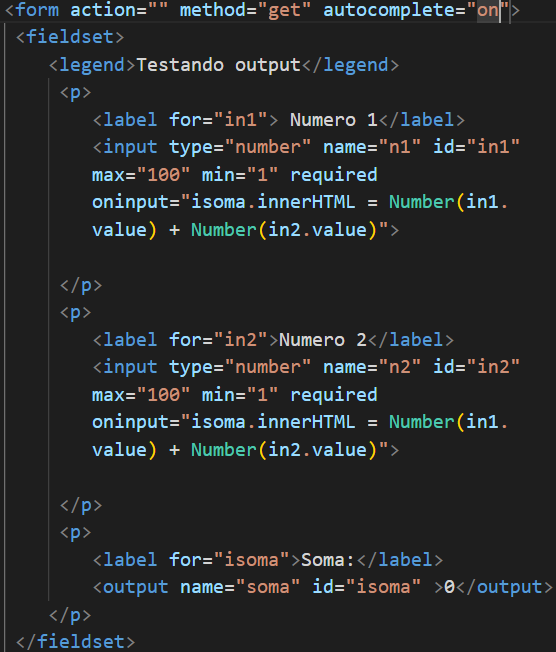 <form action="" method="get" autocomplete="on">
<fieldset>
<legend>Testando output</legend>
<p>
<label for="in1"> Numero 1</label>
<input type="number" name="n1" id="in1"
max="100" min="1" required
oninput="isoma.innerHTML = Number(in1.
value) + Number(in2.value)">
</p>
<p>
<label for="in2">Numero 2</label>
<input type="number" name="n2" id="in2"
max="100" min="1" required
oninput="isoma.innerHTML = Number(in1.
value) + Number(in2.value)">
</p>
<p>
<label for="isoma">Soma:</label>
<output name="soma" id="isoma" >0</output>
</p>
</fieldset>